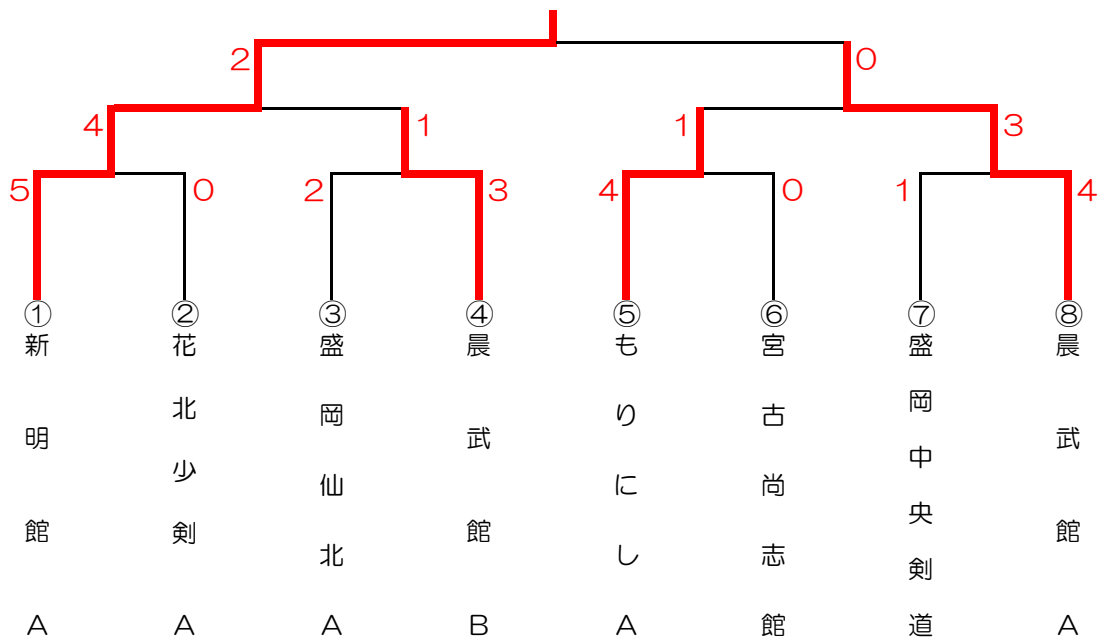 2 0
4 1 1 3
5 0 2 3 4 0 1 4
① ② ③ ④ ⑤ ⑥ ⑦ ⑧
新明館A
花北少剣A
盛岡仙北A
晨武館B
もりにしA
宮古尚志館
盛岡中央剣道
晨武館A